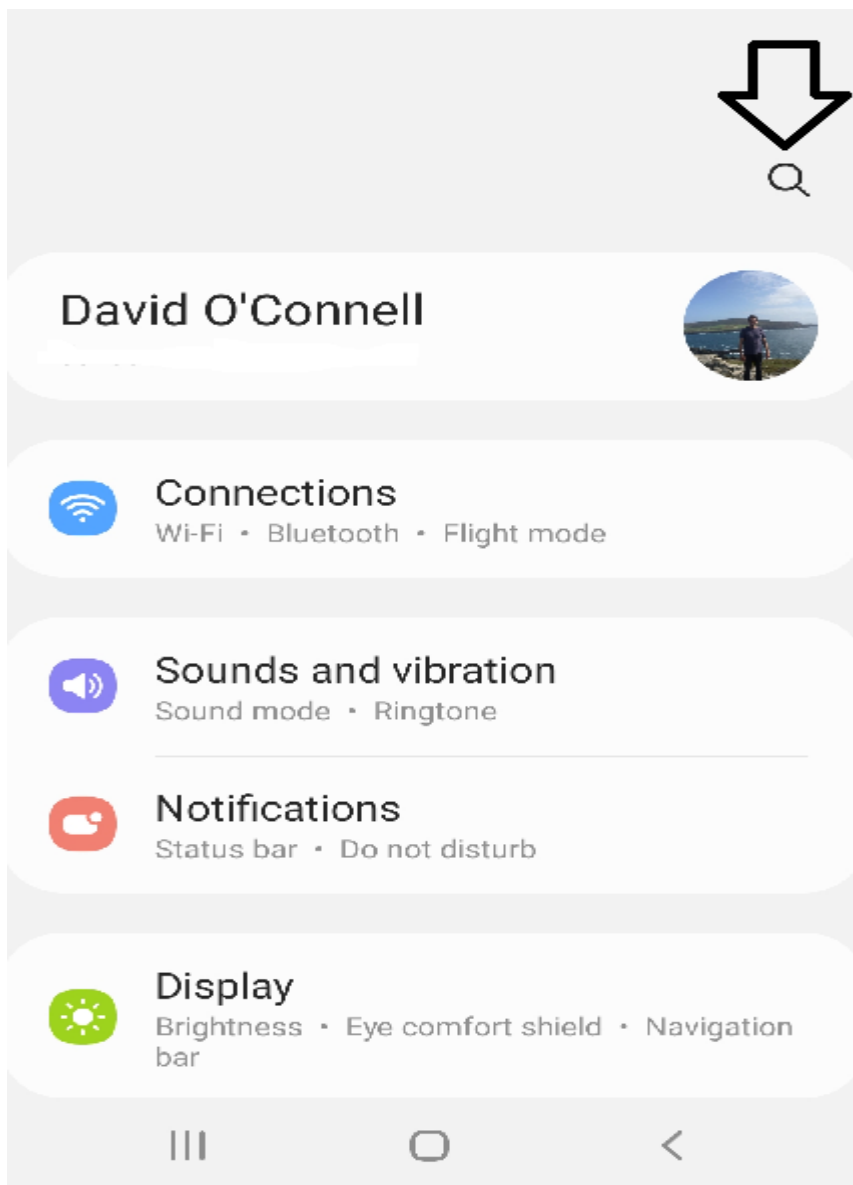 David O'Connell
Connections
Wi-Fi • Bluetooth • Flight mode
Sounds and vibration
Sound mode • Ringtone
Notifications
Status bar • Do not disturb
Display
Brightness • Eye comfort shield • Navigation
bar